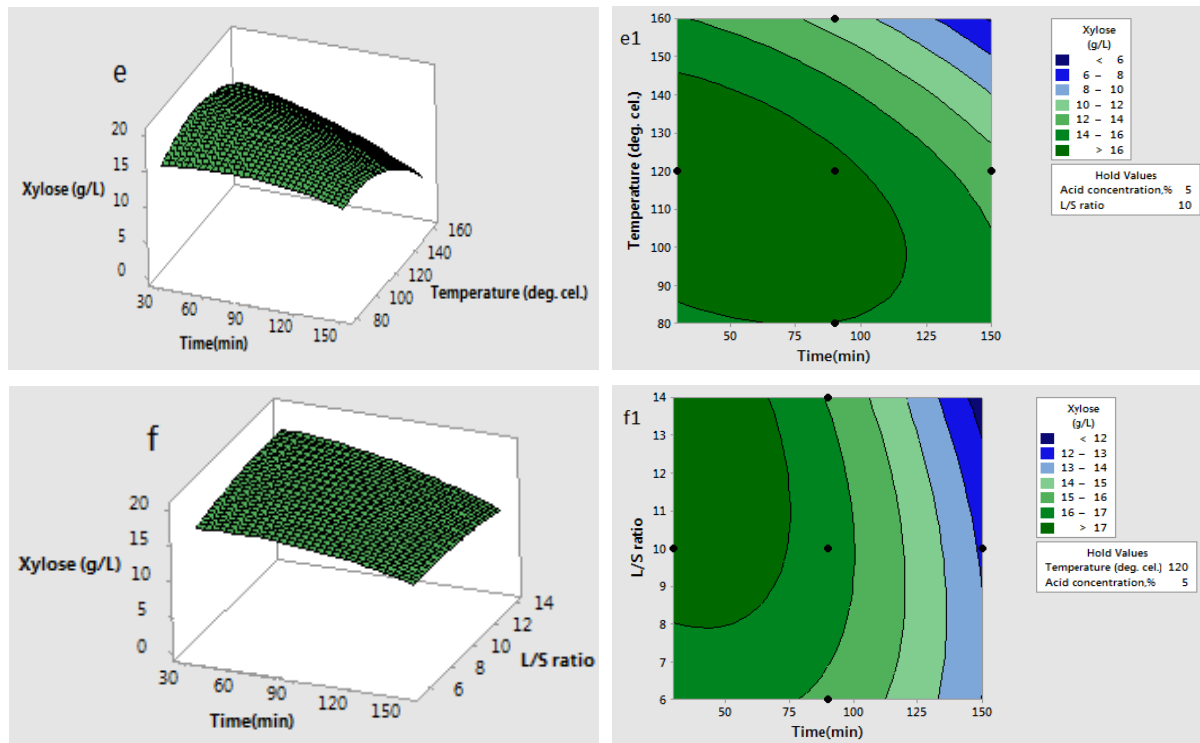 e
20
15
Xylose (g/L)
10
5
0
30
60
90
120
150
Time(min)
80
100
120
140
160
Temperature (deg. cel.)
e1
160
150
140
130
120
110
100
90
80
Temperature (deg. cel.)
50
75
100
125
150
Time(min)
Xylose
(g/L)
< 6
6 – 8
8 – 10
10 – 12
12 – 14
14 – 16
> 16
Hold Values
Acid concentration,% 5
L/S ratio 10
f
20
15
Xylose (g/L)
10
5
0
30
60
90
120
150
Time(min)
6
8
10
12
14
L/S ratio
f1
14
13
12
11
10
9
8
7
6
L/S ratio
50
75
100
125
150
Time(min)
Xylose
(g/L)
< 12
12 – 13
13 – 14
14 – 15
15 – 16
16 – 17
> 17
Hold Values
Temperature (deg. cel.) 120
Acid concentration,% 5